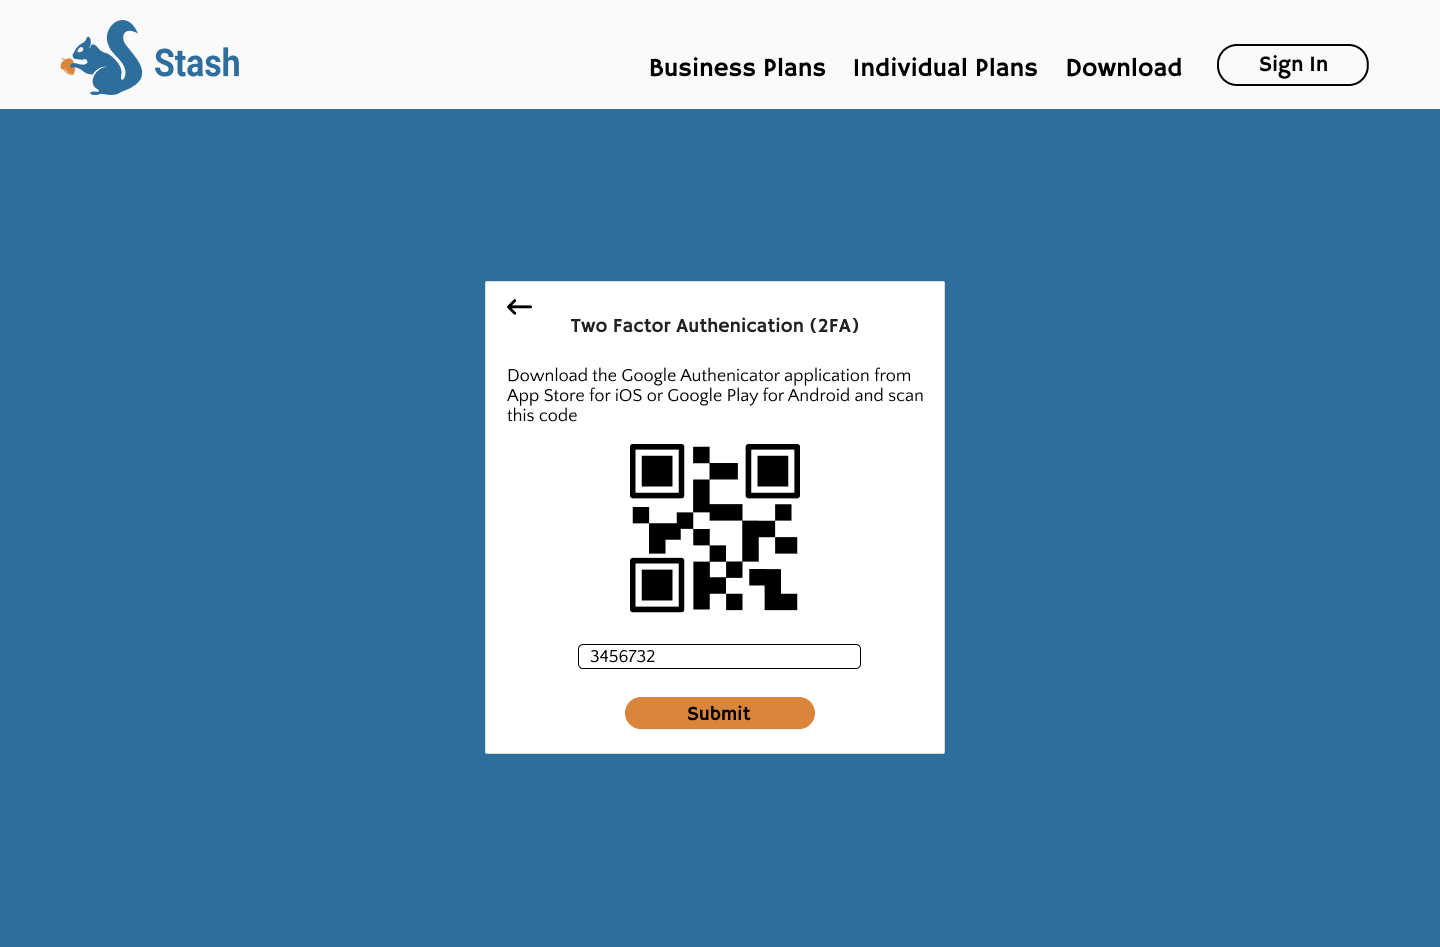 Stash
Business Plans
Individual Plans
Download
Sign In
Two Factor Authenication (2FA)
Download the Google Authenicator application from
App Store for iOS or Google Play for Android and scan
this code
3456732
Submit